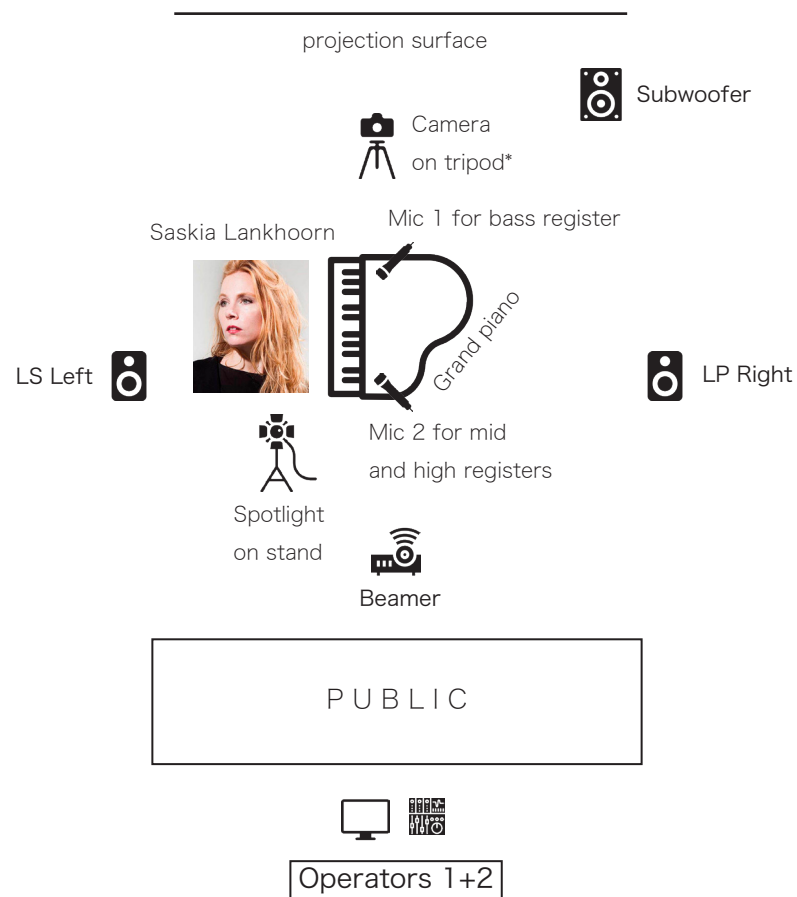 projection surface
Subwoofer
Camera
on tripod*
Mic 1 for bass register
Saskia Lankhoorn
Grand piano
LS Left
LP Right
Mic 2 for mid
and high registers
Spotlight
on stand
Beamer
PUBLIC
Operators 1+2